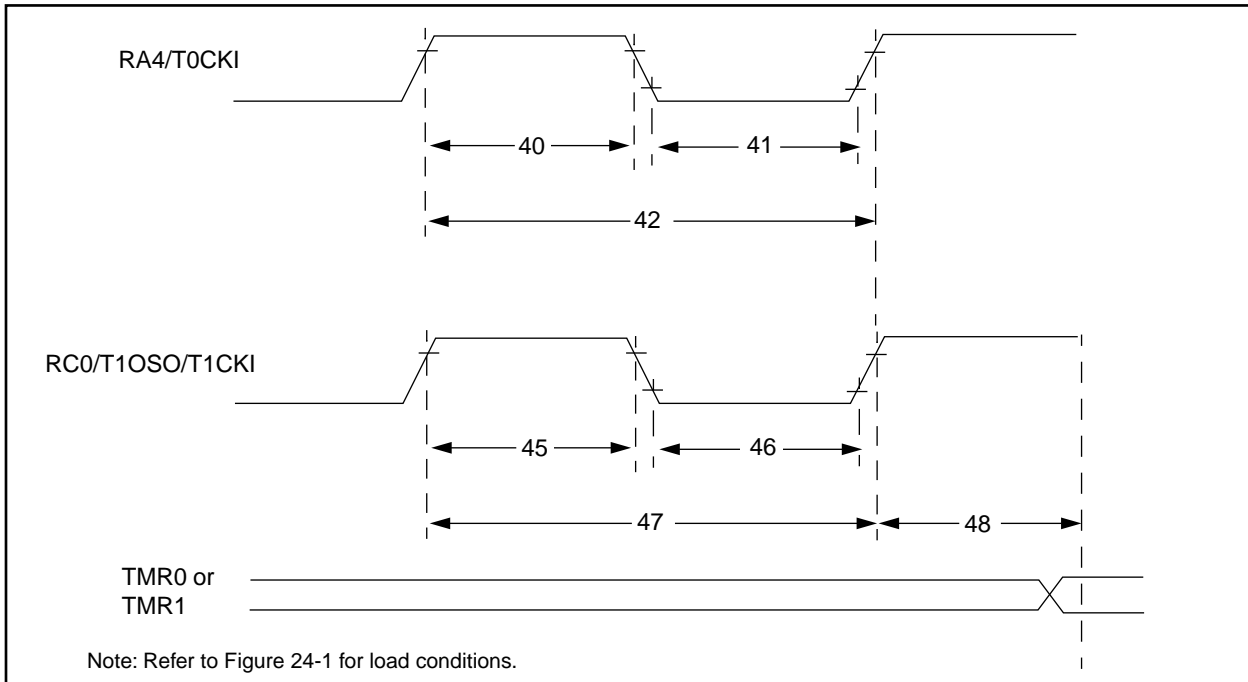 RA4/T0CKI
40
41
42
RC0/T1OSO/T1CKI
45
46
47
48
TMR0 or
TMR1
Note: Refer to Figure 24-1 for load conditions.